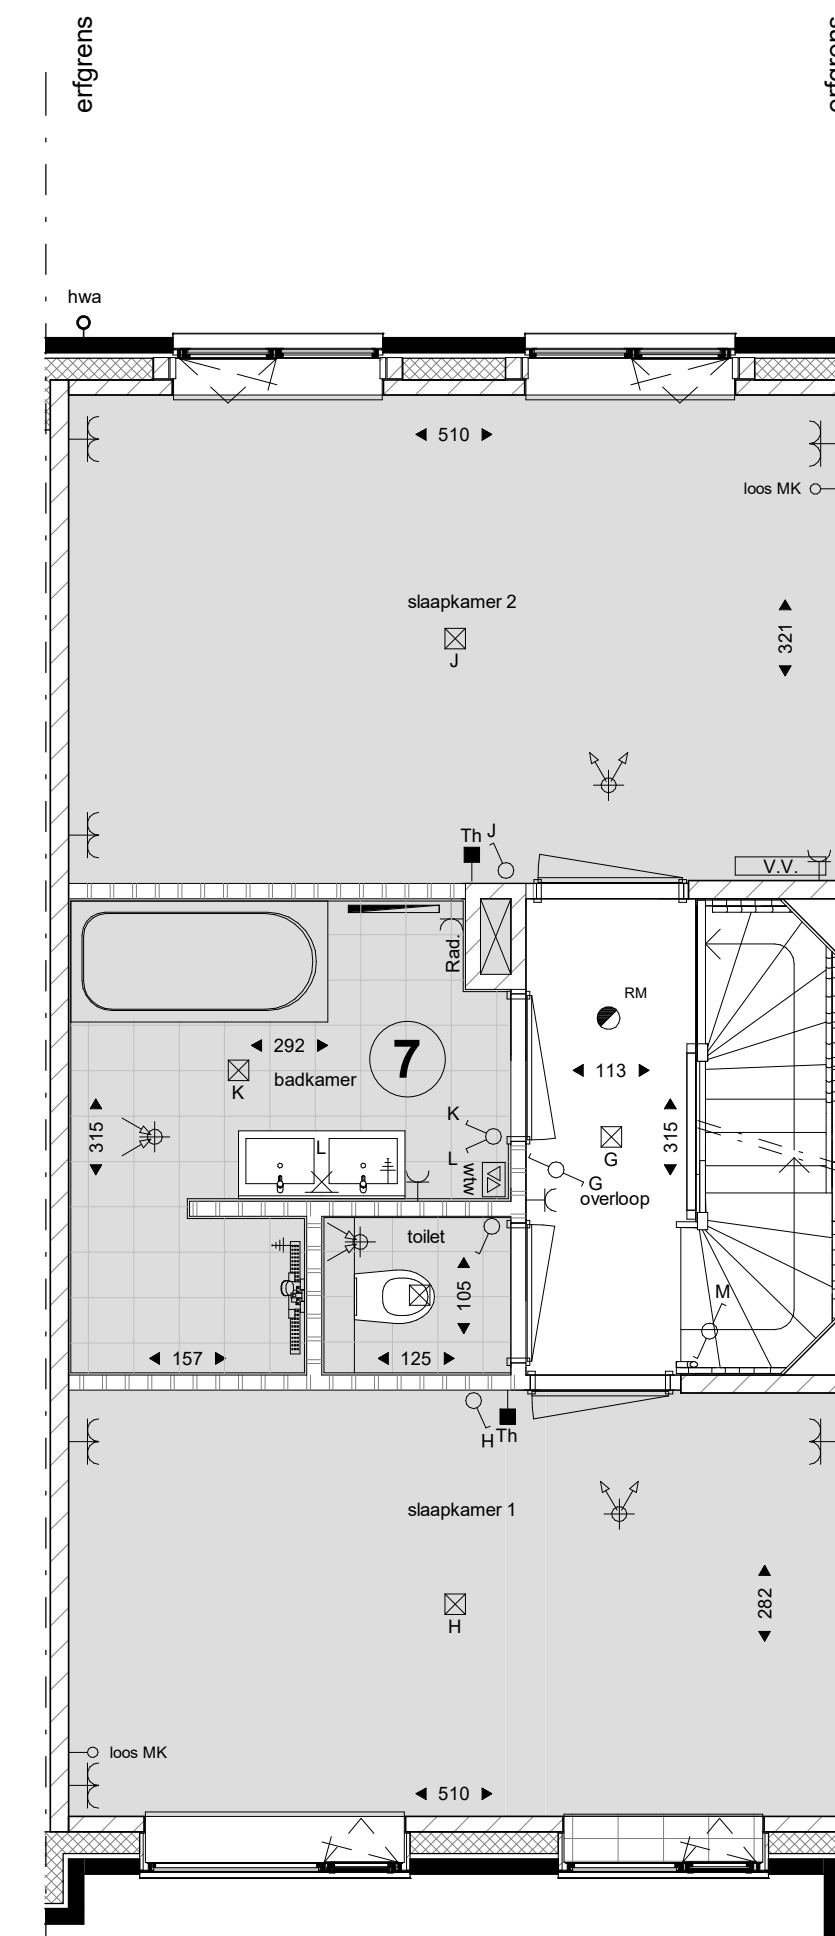 erfgrens
erfgrens
hwa
510
loos MK
slaapkamer 2
321
J
Th
J
V.V.
Rad.
RM
7
292
badkamer
K
113
315
315
K
L
L
G
wtw
G
overloop
toilet
105
M
157
125
H
Th
slaapkamer 1
282
H
loos MK
510